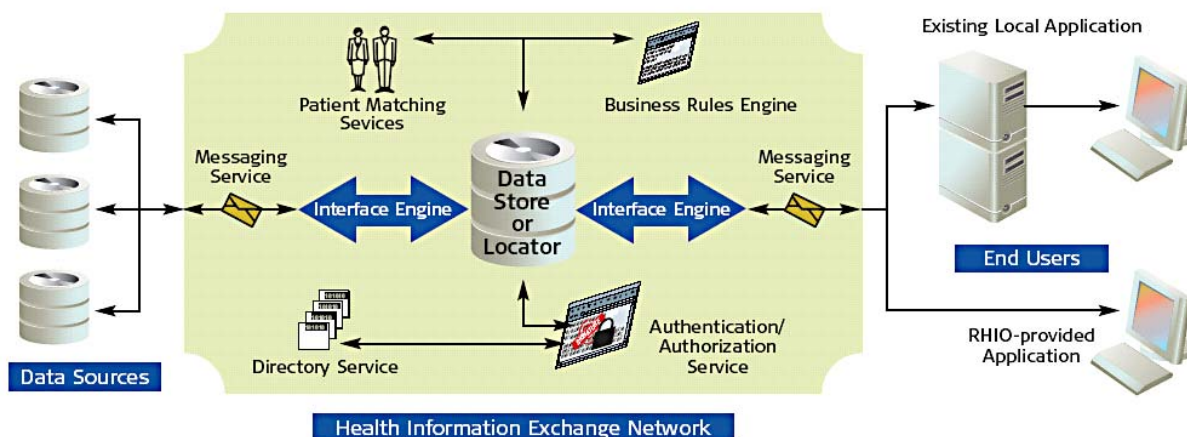 Existing Local Application
Patient Matching
Sevices
Business Rules Engine
Messaging
Service
Interface Engine
Data
Store
or
Locator
Interface Engine
Messaging
Service
End Users
Directory Service
Authentication/
Authorization
Service
RHIO-provided
Application
Data Sources
Health Information Exchange Network